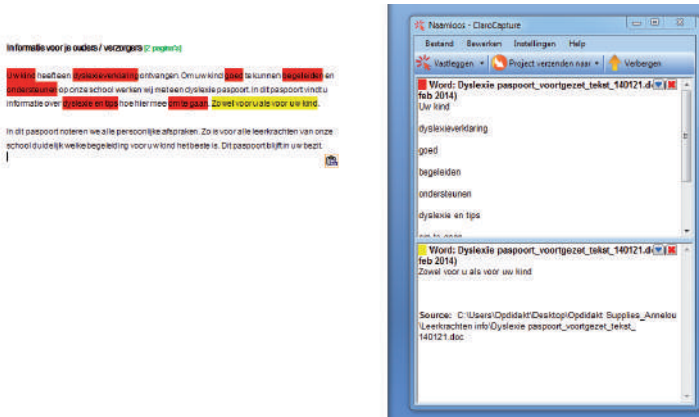 Informatie voor je ouders / verzorgers (2 pagina's)
Uw kind heeft een dyslexieverklaring ontvangen. Om uw kind goed te kunnen begeleiden en
ondersteunen op onze school werken wij met een dyslexie paspoort. In dit paspoort vindt u
informatie over dyslexie en tips hoe hier mee om te gaan. Zowel voor u als voor uw kind.
In dit paspoort noteren we alle persoonlijke afspraken. Zo is voor alle leerkrachten van onze
school duidelijk welke begeleiding voor uw kind het beste is. Dit paspoort blijft in uw bezit.
Naamloos - ClaroCapture
Bestand Bewerken Instellingen Help
Vastleggen Project verzenden naar Verbergen
Word: Dyslexie paspoort_voortgezet_tekst_140121.d
feb 2014)
Uw kind
dyslexieverklaring
goed
begeleiden
ondersteunen
dyslexie en tips
om te gaan
Word: Dyslexie paspoort_voortgezet_tekst_140121.d
feb 2014)
Zowel voor u als voor uw kind
Source: C:\Users\Opdidakt\Desktop\Opdidakt Supplies_Annelou
\Leerkrachten info\Dyslexie paspoort_voortgezet_tekst_
140121.doc